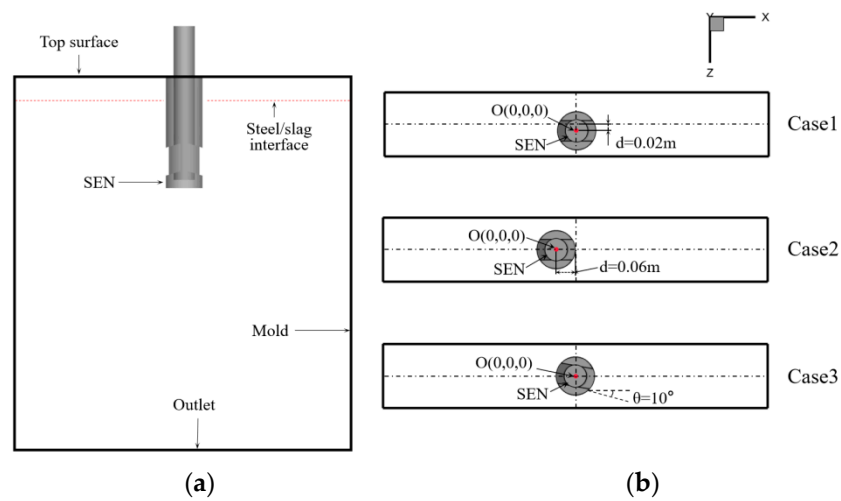 Top surface
Steel/slag
interface
SEN
Mold
Outlet
(a)
Y
X
Z
O(0,0,0)
SEN
d=0.02m
Case1
O(0,0,0)
SEN
d=0.06m
Case2
O(0,0,0)
SEN
θ=10°
Case3
(b)